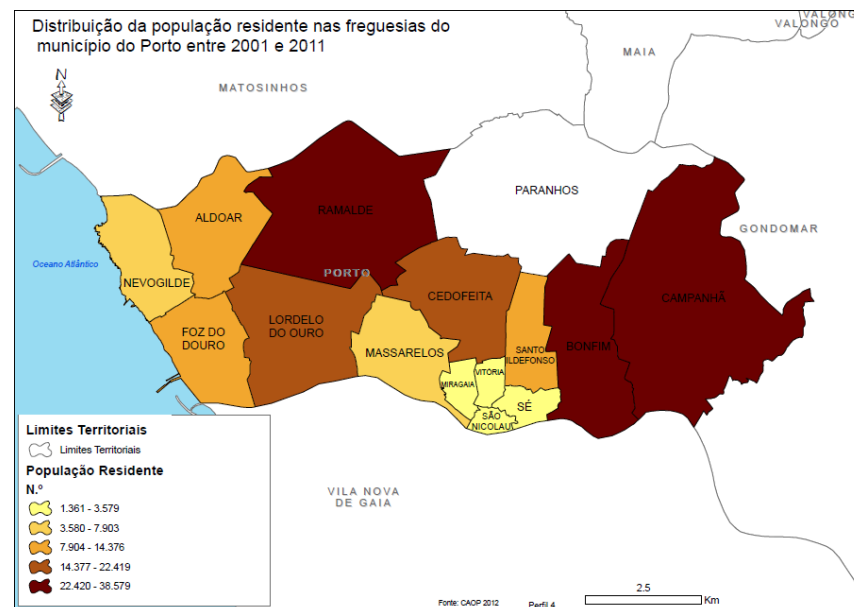 Distribuição da população residente nas freguesias do
município do Porto entre 2001 e 2011
N
MATOSINHOS
MAIA
VALONG
VALONGO
PARANHOS
RAMALDE
ALDOAR
GONDOMAR
Oceano Atlântico
NEVOGILDE
PORTO
CEDOFEITA
CAMPANHÃ
FOZ DO
DOURO
LORDELO
DO OURO
MASSARELOS
SANTO
ILDEFONSO
BONFIM
MIRAGAIA
VITÓRIA
SÉ
SÃO
NICOLAU
VILA NOVA
DE GAIA
Limites Territoriais
Limites Territoriais
População Residente
N.º
1.361 - 3.579
3.580 - 7.903
7.904 - 14.376
14.377 - 22.419
22.420 - 38.579
Fonte: CAOP 2012
Perfil 4
2.5
Km